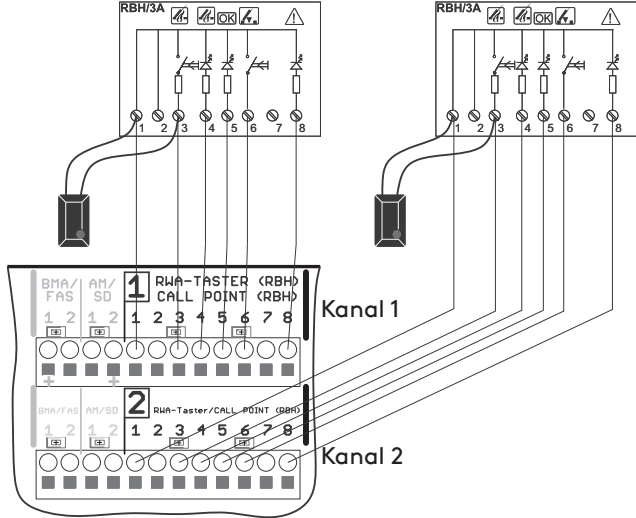 RBH/3A OK
1 2 3 4 5 6 7 8
RBH/3A OK
1 2 3 4 5 6 7 8
BMA/ FAS
AM/ SD
1 RWA-TASTER (RBH)
CALL POINT (RBH)
1 2 1 2 1 2 3 4 5 6 7 8
Kanal 1
+ +
BMA/FAS AM/SD 2 RWA-Taster/CALL POINT (RBH)
1 2 1 2 1 2 3 4 5 6 7 8
Kanal 2